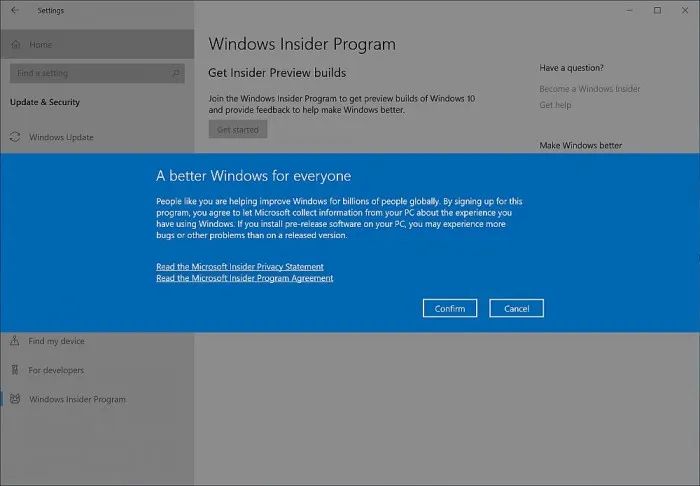 Settings
Home
Find a setting
Update & Security
Windows Update
Windows Insider Program
Get Insider Preview builds
Join the Windows Insider Program to get preview builds of Windows 10
and provide feedback to help make Windows better.
Get started
Have a question?
Become a Windows Insider
Get help
Make Windows better
A better Windows for everyone
People like you are helping improve Windows for billions of people globally. By signing up for this
program, you agree to let Microsoft collect information from your PC about the experience you
have using Windows. If you install pre-release software on your PC, you may experience more
bugs or other problems than on a released version.
Read the Microsoft Insider Privacy Statement
Read the Microsoft Insider Program Agreement
Confirm
Cancel
Find my device
For developers
Windows Insider Program